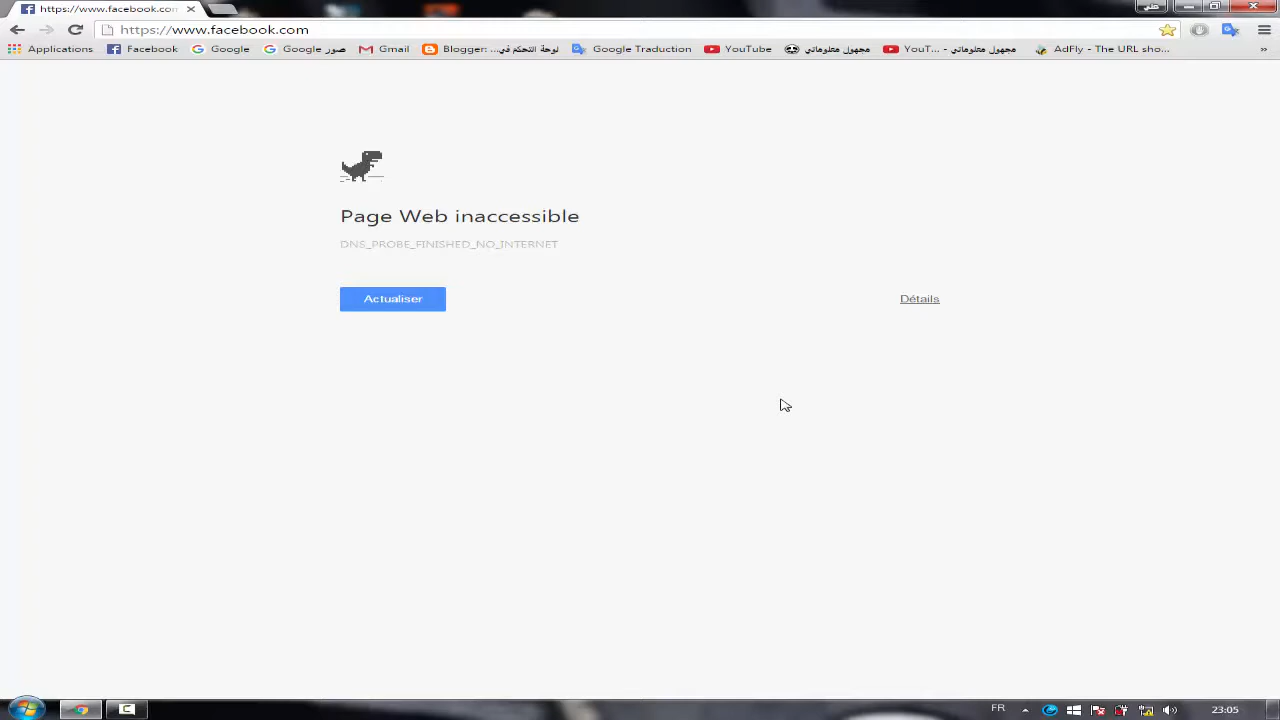 https://www.facebook.com
على
https://www.facebook.com
Applications Facebook Google صور Google Gmail Blogger: لوحة التحكم في... Google Traduction YouTube مجهول معلوماتي YouT... - مجهول معلوماتي AdFly - The URL sho... »
Page Web inaccessible
DNS_PROBE_FINISHED_NO_INTERNET
Actualiser
Détails
FR
23:05